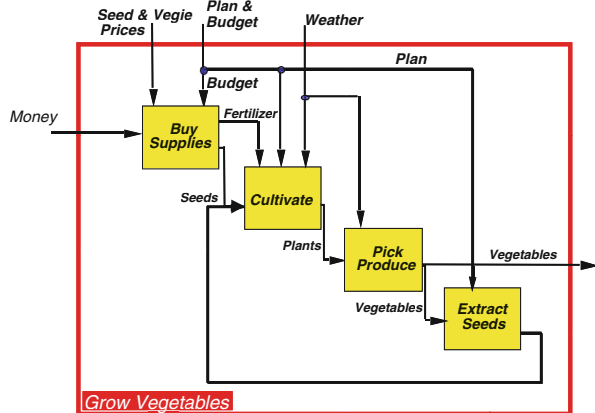 Seed & Vegie
Prices
Plan &
Budget
Weather
Plan
Budget
Money
Fertilizer
Buy
Supplies
Seeds
Cultivate
Plants
Pick
Produce
Vegetables
Vegetables
Extract
Seeds
Grow Vegetables